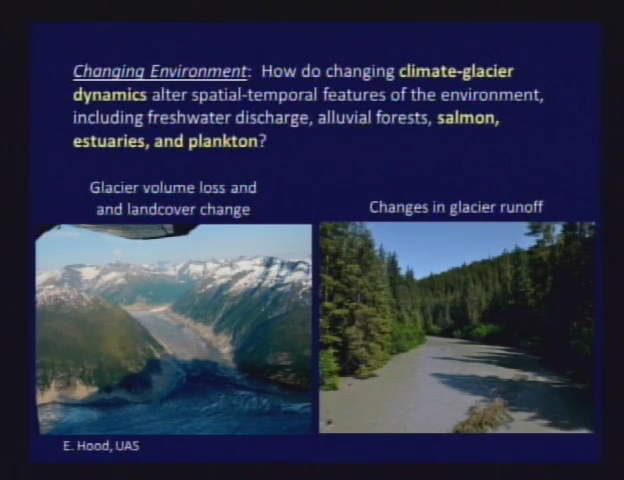 Changing Environment: How do changing climate-glacier
dynamics alter spatial-temporal features of the environment,
including freshwater discharge, alluvial forests, salmon,
estuaries, and plankton?
Glacier volume loss and
and landcover change
Changes in glacier runoff
E. Hood, UAS